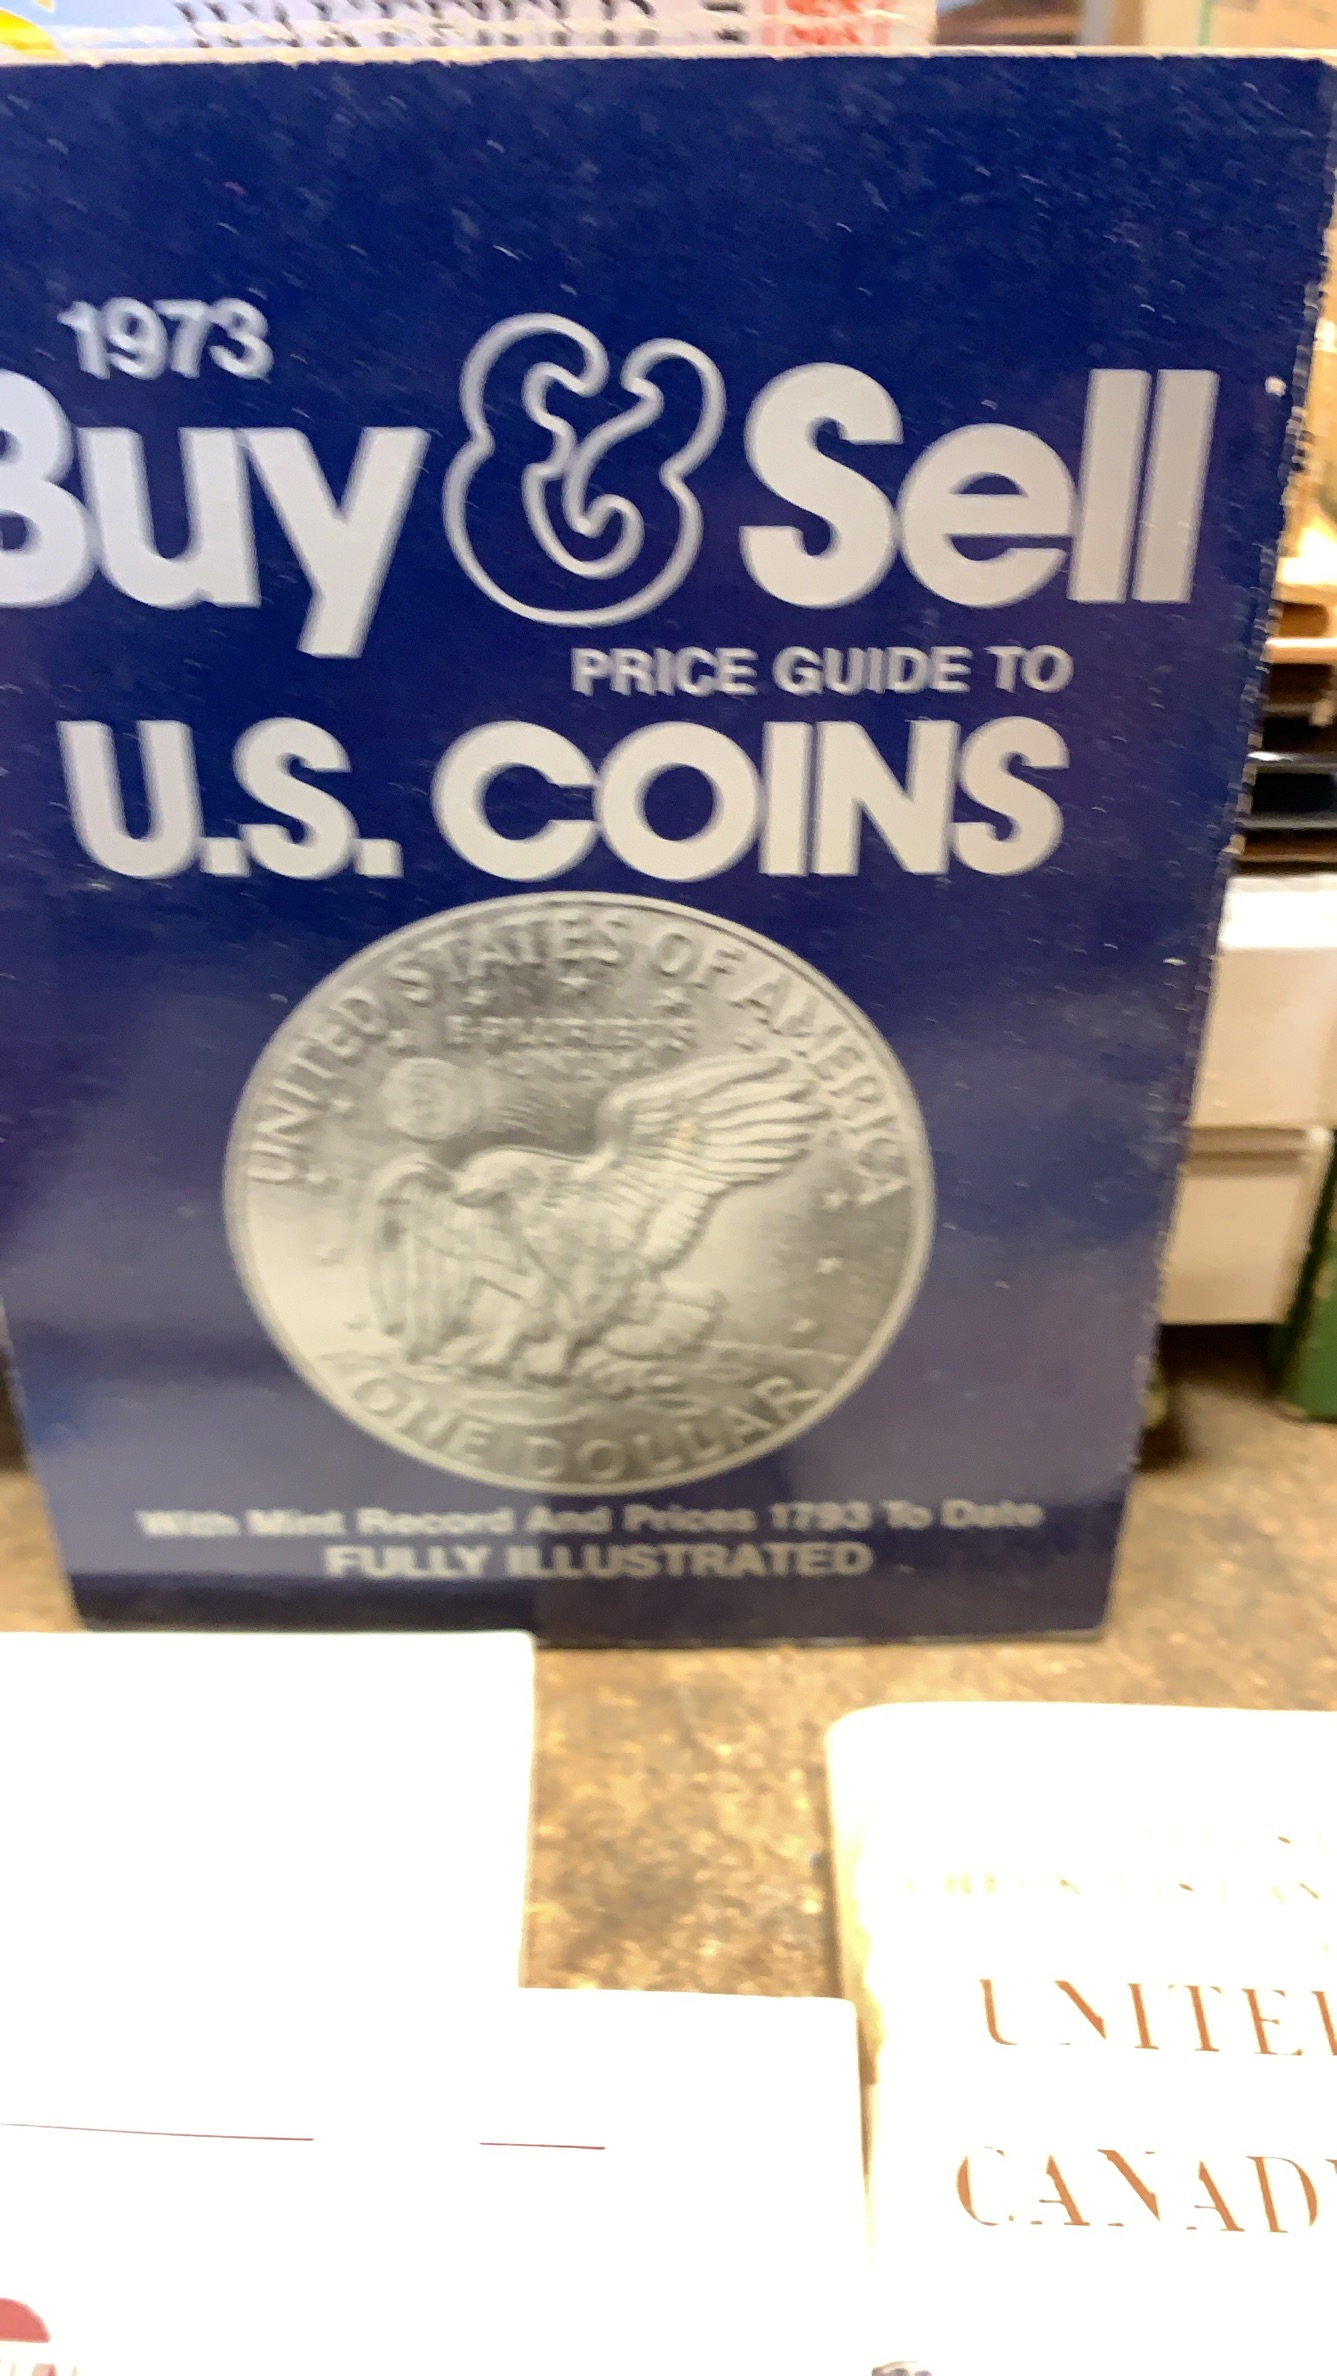 1973
Buy & Sell
PRICE GUIDE TO
U.S. COINS
UNITED STATES OF AMERICA
E PLURIBUS
ONE DOLLAR
With Mint Record And Prices 1793 To Date
FULLY ILLUSTRATED
UNITE
CANAD